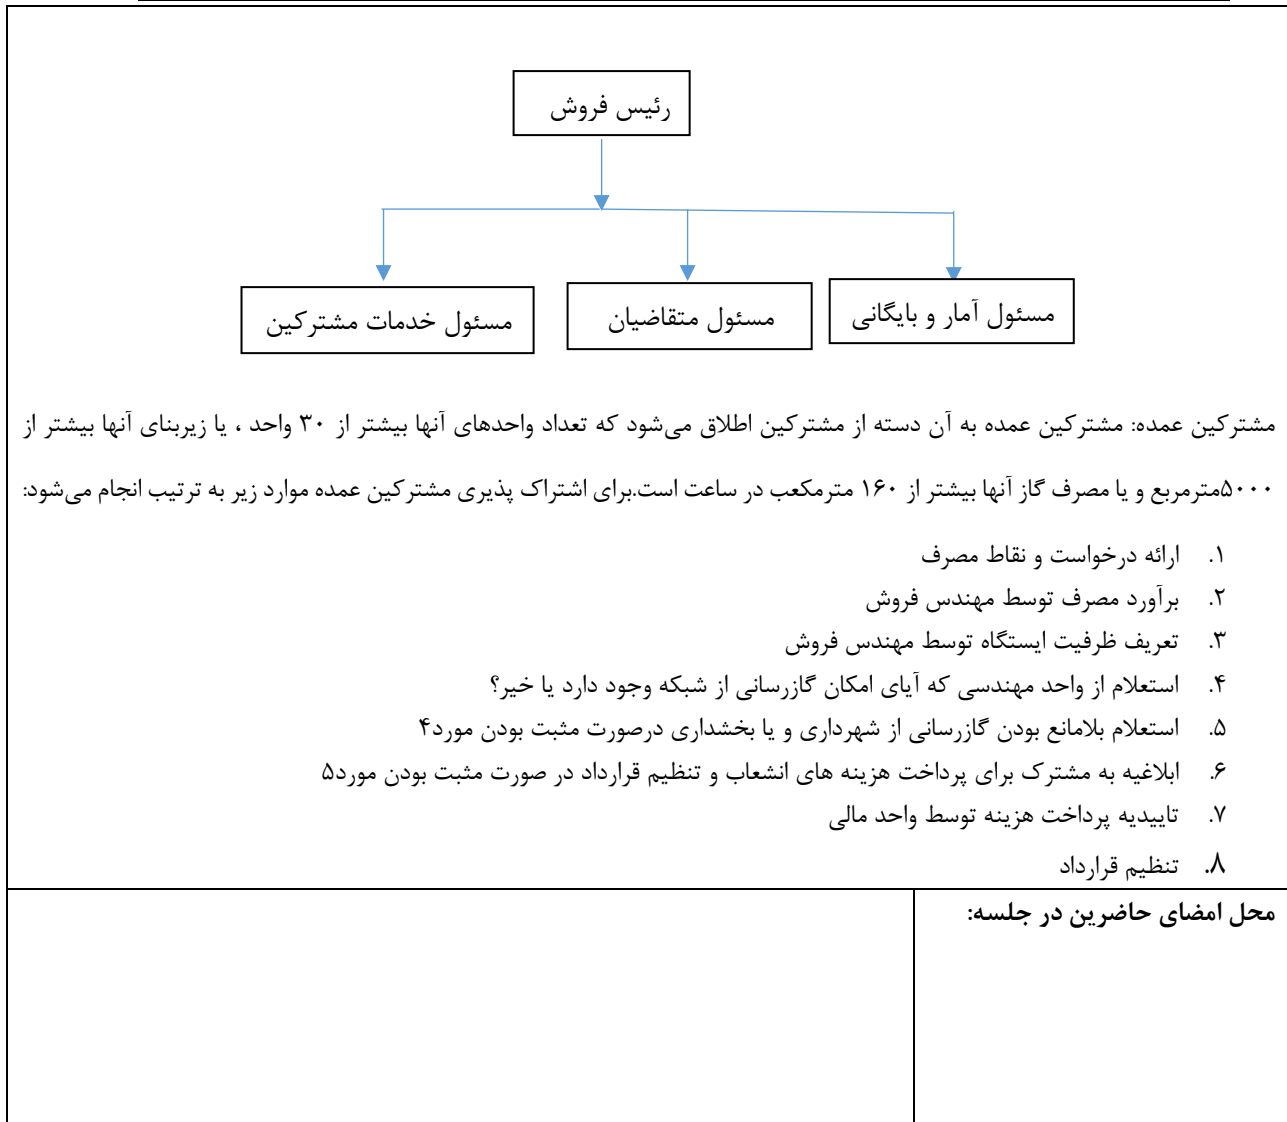 رئیس فروش
مسئول آمار و بایگانی
مسئول متقاضیان
مسئول خدمات مشترکین
مشترکین عمده: مشترکین عمده به آن دسته از مشترکین اطلاق می‌شود که تعداد واحدهای آنها بیشتر از ۳۰ واحد ، یا زیربنای آنها بیشتر از
۵۰۰۰مترمربع و یا مصرف گاز آنها بیشتر از ۱۶۰ مترمکعب در ساعت است.برای اشتراک پذیری مشترکین عمده موارد زیر به ترتیب انجام می‌شود:
۱. ارائه درخواست و نقاط مصرف
۲. برآورد مصرف توسط مهندس فروش
۳. تعریف ظرفیت ایستگاه توسط مهندس فروش
۴. استعلام از واحد مهندسی که آیای امکان گازرسانی از شبکه وجود دارد یا خیر؟
۵. استعلام بلامانع بودن گازرسانی از شهرداری و یا بخشداری درصورت مثبت بودن مورد۴
۶. ابلاغیه به مشترک برای پرداخت هزینه های انشعاب و تنظیم قرارداد در صورت مثبت بودن مورد۵
۷. تاییدیه پرداخت هزینه توسط واحد مالی
۸. تنظیم قرارداد
محل امضای حاضرین در جلسه: